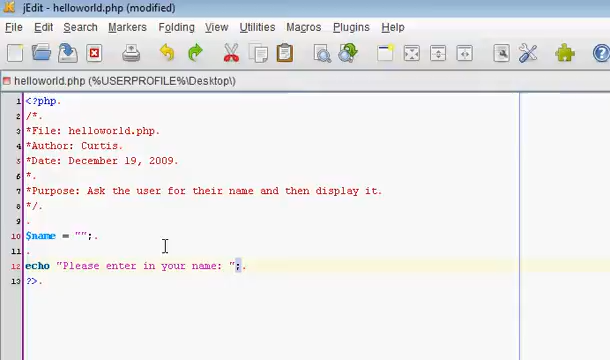 jEdit - helloworld.php (modified)
File Edit Search Markers Folding View Utilities Macros Plugins Help
helloworld.php (%USERPROFILE%\Desktop\)
1 <?php.
2 /*.
3 *File: helloworld.php.
4 *Author: Curtis.
5 *Date: December 19, 2009.
6 *.
7 *Purpose: Ask the user for their name and then display it.
8 */.
9 .
10 $name = "";.
11 .
12 echo "Please enter in your name: ";.
13 ?>.